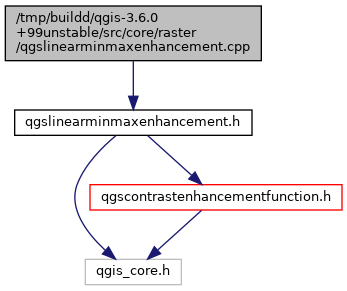 /tmp/buildd/qgis-3.6.0
+99unstable/src/core/raster
/qgslinearminmaxenhancement.cpp
qgslinearminmaxenhancement.h
qgscontrastenhancementfunction.h
qgis_core.h